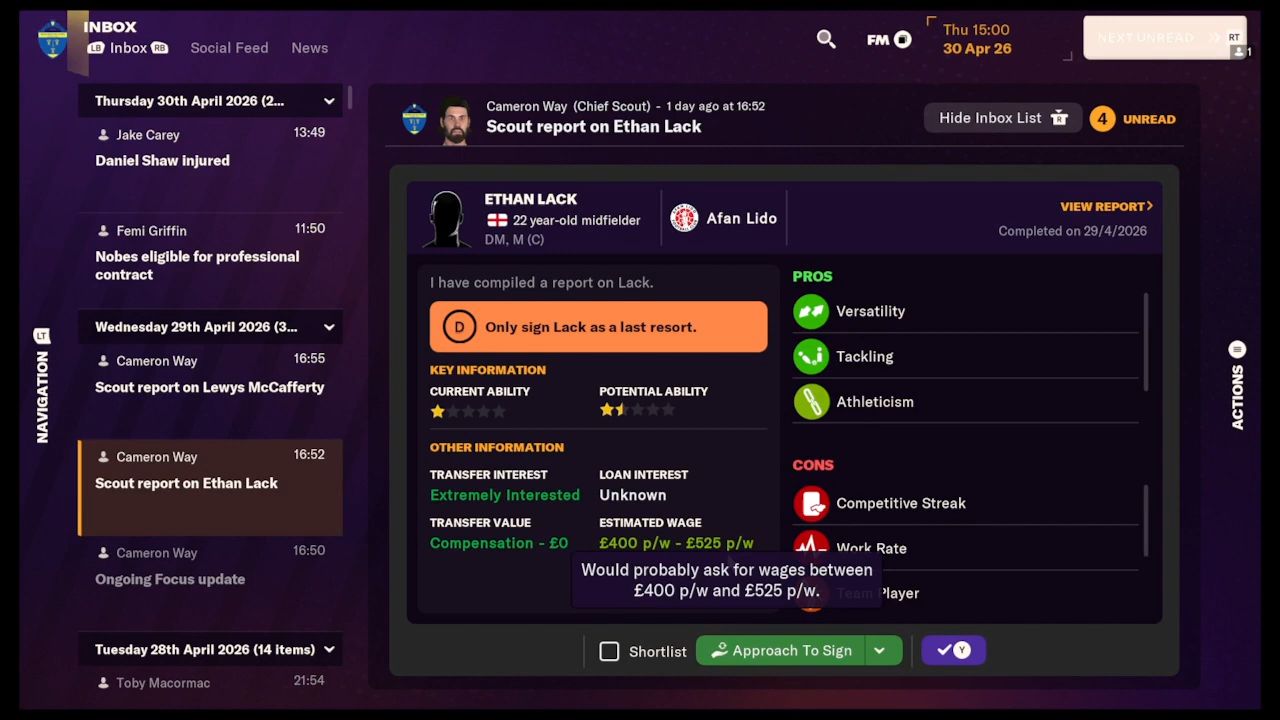 INBOX
LB Inbox RB
Social Feed
News
FM
Thu 15:00
30 Apr 26
NEXT UNREAD
RT
1
Thursday 30th April 2026 (2...
Jake Carey 13:49
Daniel Shaw injured
Femi Griffin 11:50
Nobes eligible for professional
contract
Wednesday 29th April 2026 (3...
Cameron Way 16:55
Scout report on Lewys McCafferty
Cameron Way 16:52
Scout report on Ethan Lack
Cameron Way 16:50
Ongoing Focus update
Tuesday 28th April 2026 (14 items)
Toby Macormac 21:54
LT
NAVIGATION
Cameron Way (Chief Scout) - 1 day ago at 16:52
Scout report on Ethan Lack
Hide Inbox List R
4 UNREAD
ETHAN LACK
22 year-old midfielder
DM, M (C)
Afan Lido
VIEW REPORT
Completed on 29/4/2026
I have compiled a report on Lack.
D Only sign Lack as a last resort.
KEY INFORMATION
CURRENT ABILITY
POTENTIAL ABILITY
OTHER INFORMATION
TRANSFER INTEREST
Extremely Interested
LOAN INTEREST
Unknown
TRANSFER VALUE
Compensation - £0
ESTIMATED WAGE
£400 p/w - £525 p/w
Would probably ask for wages between
£400 p/w and £525 p/w.
PROS
Versatility
Tackling
Athleticism
CONS
Competitive Streak
Work Rate
Team Player
Shortlist
Approach To Sign
Y
ACTIONS